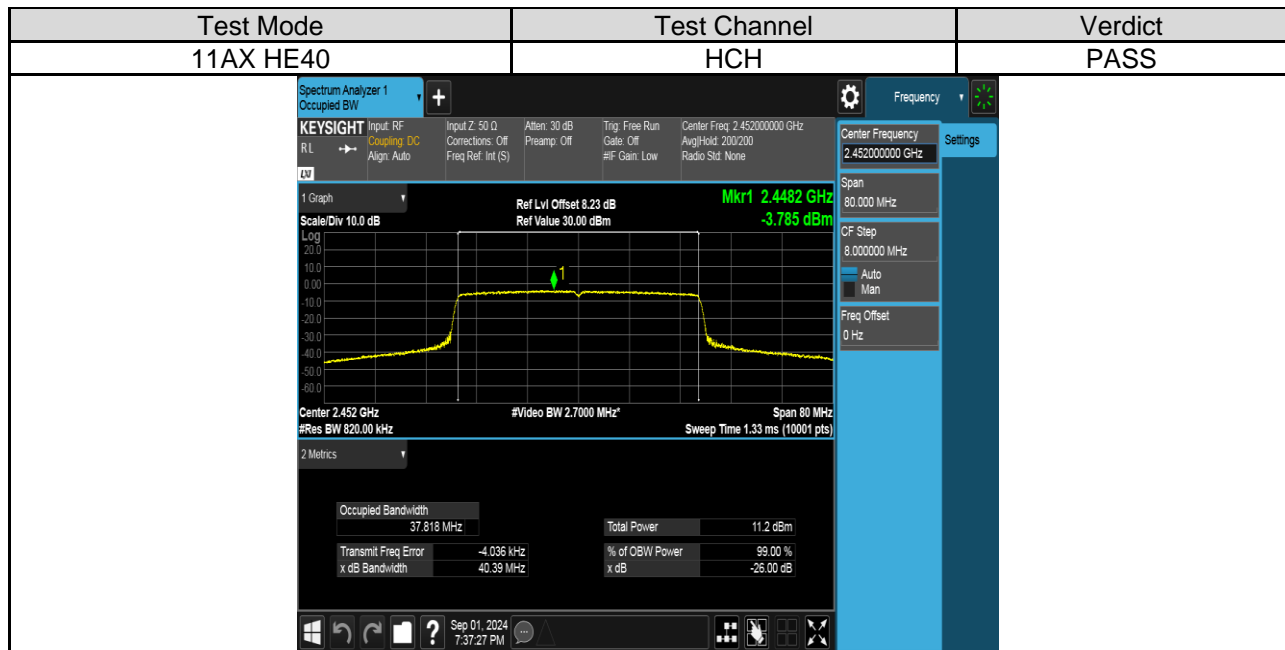 Test Mode Test Channel Verdict
11AX HE40 HCH PASS
Spectrum Analyzer 1
Occupied BW
+
Frequency
KEYSIGHT
RL
LXI
Input: RF
Coupling: DC
Align: Auto
Input Z: 50 Ω
Corrections: Off
Freq Ref: Int (S)
Atten: 30 dB
Preamp: Off
Trig: Free Run
Gate: Off
#IF Gain: Low
Center Freq: 2.452000000 GHz
Avg|Hold: 200/200
Radio Std: None
Center Frequency
2.452000000 GHz
Settings
Span
80.000 MHz
CF Step
8.000000 MHz
Auto
Man
Freq Offset
0 Hz
1 Graph
Scale/Div 10.0 dB
Ref Lvl Offset 8.23 dB
Ref Value 30.00 dBm
Mkr1 2.4482 GHz
-3.785 dBm
Log
20.0
10.0
0.00
-10.0
-20.0
-30.0
-40.0
-50.0
-60.0
1
Center 2.452 GHz
#Video BW 2.7000 MHz*
Span 80 MHz
#Res BW 820.00 kHz
Sweep Time 1.33 ms (10001 pts)
2 Metrics
Occupied Bandwidth
37.818 MHz
Total Power 11.2 dBm
Transmit Freq Error -4.036 kHz
% of OBW Power 99.00 %
x dB Bandwidth 40.39 MHz
x dB -26.00 dB
?
Sep 01, 2024
7:37:27 PM